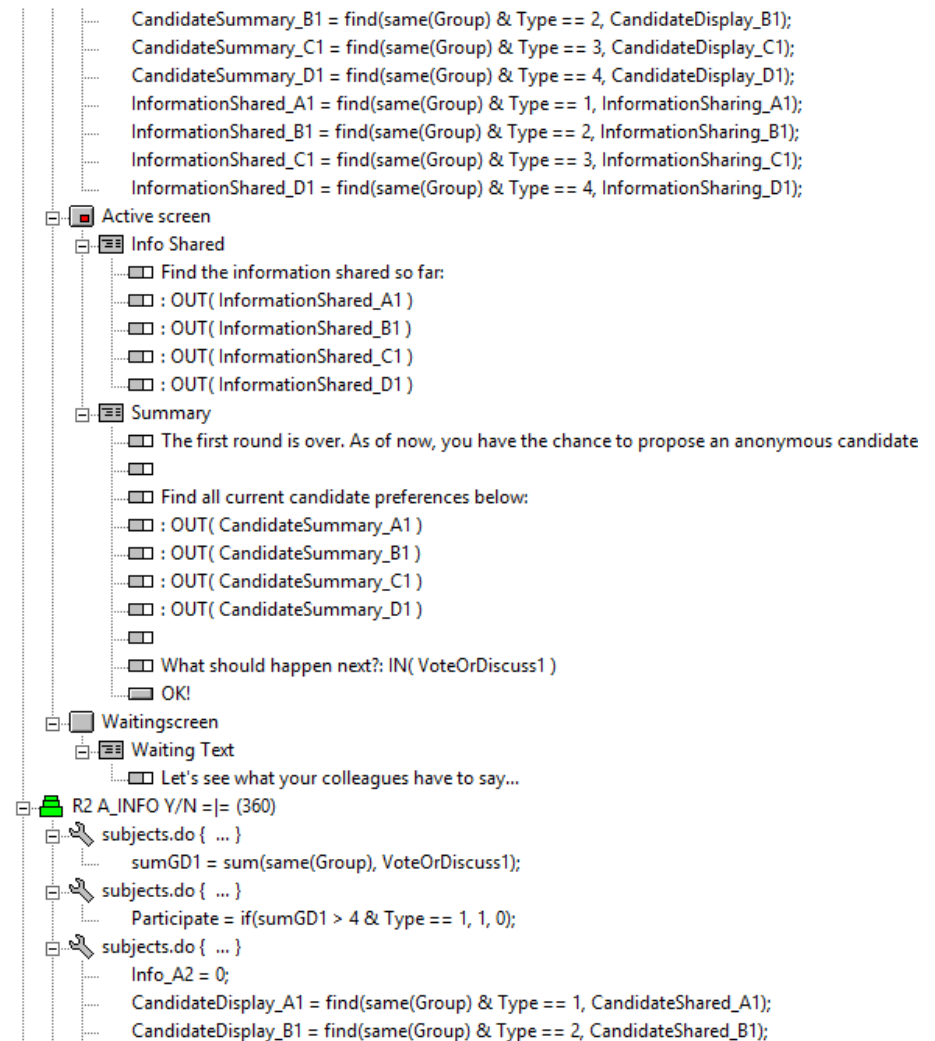 CandidateSummary_B1 = find(same(Group) & Type == 2, CandidateDisplay_B1);
CandidateSummary_C1 = find(same(Group) & Type == 3, CandidateDisplay_C1);
CandidateSummary_D1 = find(same(Group) & Type == 4, CandidateDisplay_D1);
InformationShared_A1 = find(same(Group) & Type == 1, InformationSharing_A1);
InformationShared_B1 = find(same(Group) & Type == 2, InformationSharing_B1);
InformationShared_C1 = find(same(Group) & Type == 3, InformationSharing_C1);
InformationShared_D1 = find(same(Group) & Type == 4, InformationSharing_D1);
Active screen
Info Shared
Find the information shared so far:
: OUT( InformationShared_A1 )
: OUT( InformationShared_B1 )
: OUT( InformationShared_C1 )
: OUT( InformationShared_D1 )
Summary
The first round is over. As of now, you have the chance to propose an anonymous candidate
Find all current candidate preferences below:
: OUT( CandidateSummary_A1 )
: OUT( CandidateSummary_B1 )
: OUT( CandidateSummary_C1 )
: OUT( CandidateSummary_D1 )
What should happen next?: IN( VoteOrDiscuss1 )
OK!
Waitingscreen
Waiting Text
Let's see what your colleagues have to say...
R2 A_INFO Y/N =|= (360)
subjects.do { ... }
sumGD1 = sum(same(Group), VoteOrDiscuss1);
subjects.do { ... }
Participate = if(sumGD1 > 4 & Type == 1, 1, 0);
subjects.do { ... }
Info_A2 = 0;
CandidateDisplay_A1 = find(same(Group) & Type == 1, CandidateShared_A1);
CandidateDisplay_B1 = find(same(Group) & Type == 2, CandidateShared_B1);